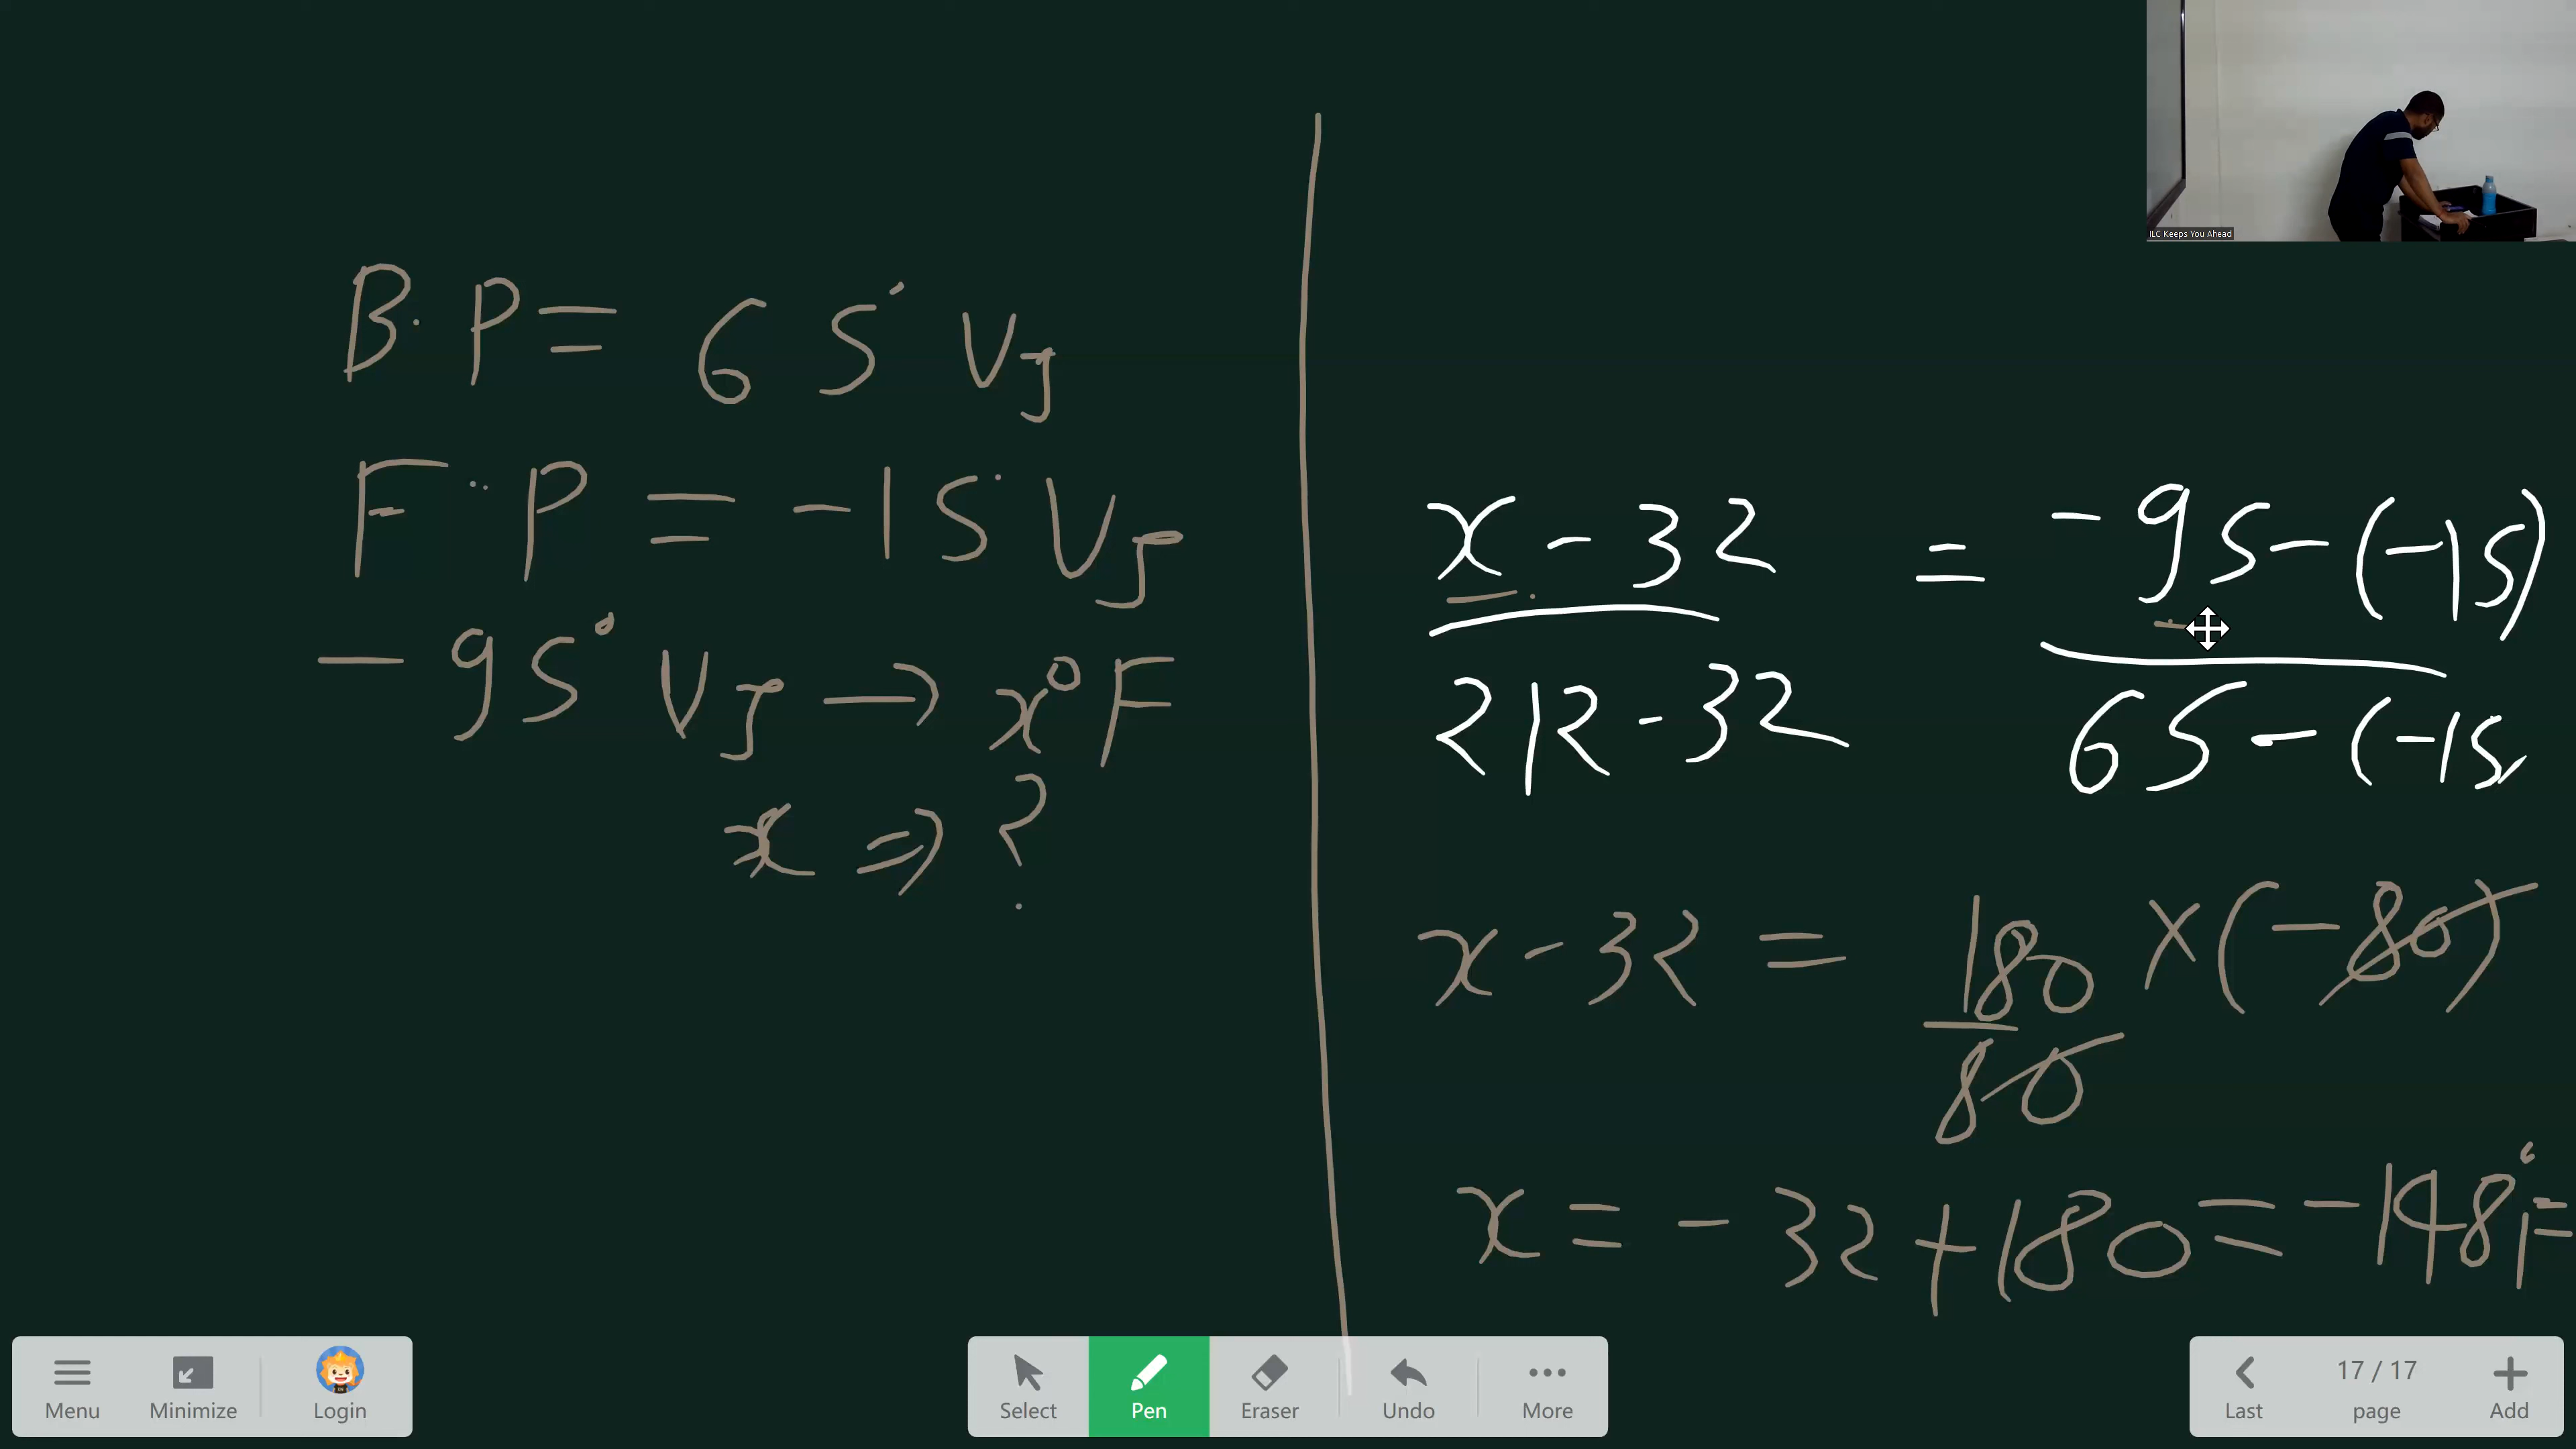 ILC Keeps You Ahead
B.P = 65° VJ
F.P = -15° VJ
-95° VJ → x°F
x ⇒ ?
x - 32 / 212 - 32 = -95 - (-15) / 65 - (-15
x - 32 = 180 / 80 × (-80)
x = -32 + 180 = -148°F
Menu
Minimize
Login
Select
Pen
Eraser
Undo
More
Last
17 / 17
page
Add